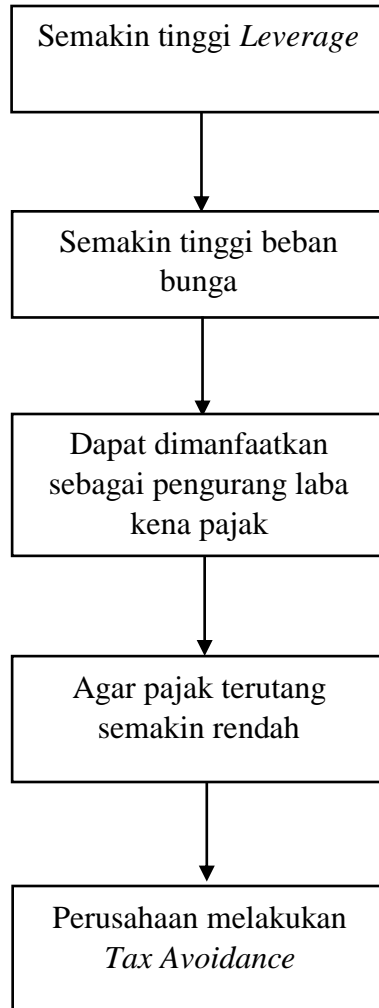 Semakin tinggi Leverage
Semakin tinggi beban
bunga
Dapat dimanfaatkan
sebagai pengurang laba
kena pajak
Agar pajak terutang
semakin rendah
Perusahaan melakukan
Tax Avoidance